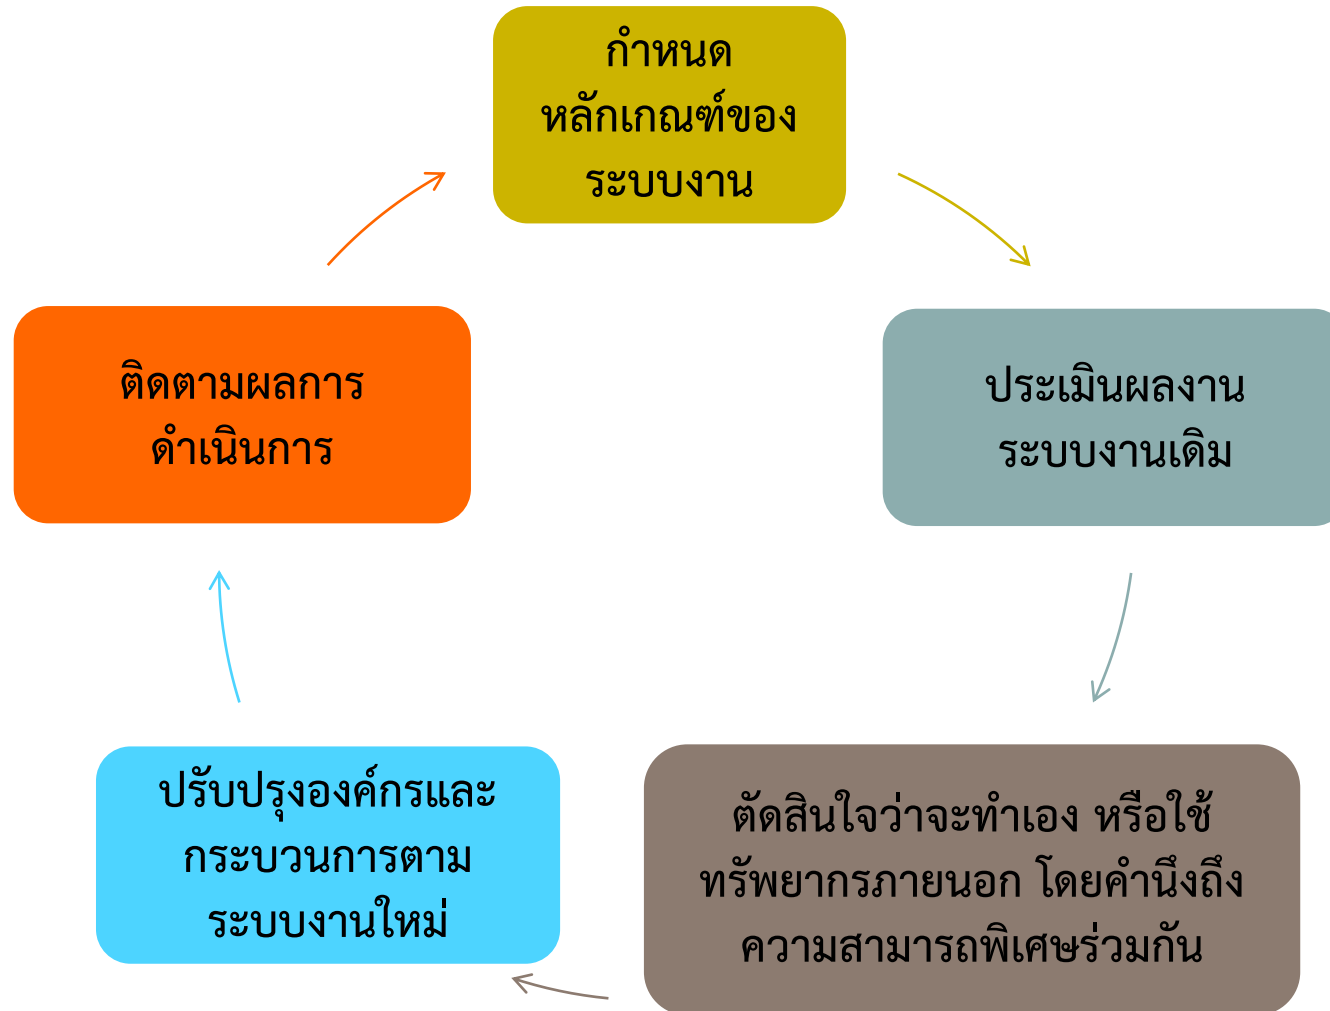 กำหนด
หลักเกณฑ์ของ
ระบบงาน
ประเมินผลงาน
ระบบงานเดิม
ตัดสินใจว่าจะทำเอง หรือใช้
ทรัพยากรภายนอก โดยคำนึงถึง
ความสามารถพิเศษร่วมกัน
ปรับปรุงองค์กรและ
กระบวนการตาม
ระบบงานใหม่
ติดตามผลการ
ดำเนินการ